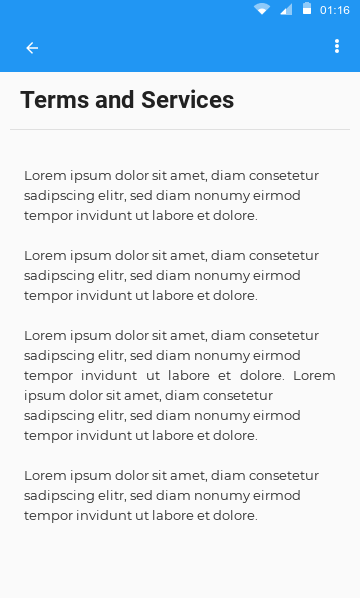 01:16
Terms and Services
Lorem ipsum dolor sit amet, diam consetetur
sadipscing elitr, sed diam nonumy eirmod
tempor invidunt ut labore et dolore.
Lorem ipsum dolor sit amet, diam consetetur
sadipscing elitr, sed diam nonumy eirmod
tempor invidunt ut labore et dolore.
Lorem ipsum dolor sit amet, diam consetetur
sadipscing elitr, sed diam nonumy eirmod
tempor invidunt ut labore et dolore. Lorem
ipsum dolor sit amet, diam consetetur
sadipscing elitr, sed diam nonumy eirmod
tempor invidunt ut labore et dolore.
Lorem ipsum dolor sit amet, diam consetetur
sadipscing elitr, sed diam nonumy eirmod
tempor invidunt ut labore et dolore.